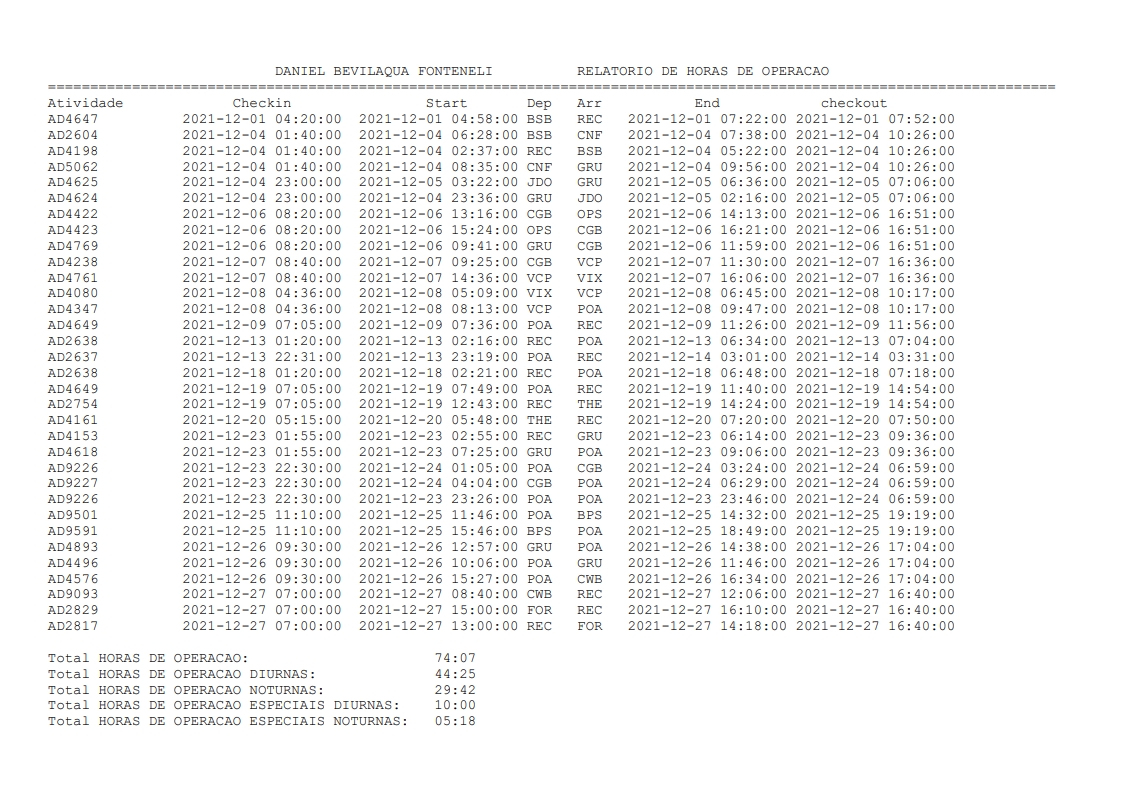 DANIEL BEVILAQUA FONTENELI RELATORIO DE HORAS DE OPERACAO
========================================================================================================================
Atividade Checkin Start Dep Arr End checkout
AD4647 2021-12-01 04:20:00 2021-12-01 04:58:00 BSB REC 2021-12-01 07:22:00 2021-12-01 07:52:00
AD2604 2021-12-04 01:40:00 2021-12-04 06:28:00 BSB CNF 2021-12-04 07:38:00 2021-12-04 10:26:00
AD4198 2021-12-04 01:40:00 2021-12-04 02:37:00 REC BSB 2021-12-04 05:22:00 2021-12-04 10:26:00
AD5062 2021-12-04 01:40:00 2021-12-04 08:35:00 CNF GRU 2021-12-04 09:56:00 2021-12-04 10:26:00
AD4625 2021-12-04 23:00:00 2021-12-05 03:22:00 JDO GRU 2021-12-05 06:36:00 2021-12-05 07:06:00
AD4624 2021-12-04 23:00:00 2021-12-04 23:36:00 GRU JDO 2021-12-05 02:16:00 2021-12-05 07:06:00
AD4422 2021-12-06 08:20:00 2021-12-06 13:16:00 CGB OPS 2021-12-06 14:13:00 2021-12-06 16:51:00
AD4423 2021-12-06 08:20:00 2021-12-06 15:24:00 OPS CGB 2021-12-06 16:21:00 2021-12-06 16:51:00
AD4769 2021-12-06 08:20:00 2021-12-06 09:41:00 GRU CGB 2021-12-06 11:59:00 2021-12-06 16:51:00
AD4238 2021-12-07 08:40:00 2021-12-07 09:25:00 CGB VCP 2021-12-07 11:30:00 2021-12-07 16:36:00
AD4761 2021-12-07 08:40:00 2021-12-07 14:36:00 VCP VIX 2021-12-07 16:06:00 2021-12-07 16:36:00
AD4080 2021-12-08 04:36:00 2021-12-08 05:09:00 VIX VCP 2021-12-08 06:45:00 2021-12-08 10:17:00
AD4347 2021-12-08 04:36:00 2021-12-08 08:13:00 VCP POA 2021-12-08 09:47:00 2021-12-08 10:17:00
AD4649 2021-12-09 07:05:00 2021-12-09 07:36:00 POA REC 2021-12-09 11:26:00 2021-12-09 11:56:00
AD2638 2021-12-13 01:20:00 2021-12-13 02:16:00 REC POA 2021-12-13 06:34:00 2021-12-13 07:04:00
AD2637 2021-12-13 22:31:00 2021-12-13 23:19:00 POA REC 2021-12-14 03:01:00 2021-12-14 03:31:00
AD2638 2021-12-18 01:20:00 2021-12-18 02:21:00 REC POA 2021-12-18 06:48:00 2021-12-18 07:18:00
AD4649 2021-12-19 07:05:00 2021-12-19 07:49:00 POA REC 2021-12-19 11:40:00 2021-12-19 14:54:00
AD2754 2021-12-19 07:05:00 2021-12-19 12:43:00 REC THE 2021-12-19 14:24:00 2021-12-19 14:54:00
AD4161 2021-12-20 05:15:00 2021-12-20 05:48:00 THE REC 2021-12-20 07:20:00 2021-12-20 07:50:00
AD4153 2021-12-23 01:55:00 2021-12-23 02:55:00 REC GRU 2021-12-23 06:14:00 2021-12-23 09:36:00
AD4618 2021-12-23 01:55:00 2021-12-23 07:25:00 GRU POA 2021-12-23 09:06:00 2021-12-23 09:36:00
AD9226 2021-12-23 22:30:00 2021-12-24 01:05:00 POA CGB 2021-12-24 03:24:00 2021-12-24 06:59:00
AD9227 2021-12-23 22:30:00 2021-12-24 04:04:00 CGB POA 2021-12-24 06:29:00 2021-12-24 06:59:00
AD9226 2021-12-23 22:30:00 2021-12-23 23:26:00 POA POA 2021-12-23 23:46:00 2021-12-24 06:59:00
AD9501 2021-12-25 11:10:00 2021-12-25 11:46:00 POA BPS 2021-12-25 14:32:00 2021-12-25 19:19:00
AD9591 2021-12-25 11:10:00 2021-12-25 15:46:00 BPS POA 2021-12-25 18:49:00 2021-12-25 19:19:00
AD4893 2021-12-26 09:30:00 2021-12-26 12:57:00 GRU POA 2021-12-26 14:38:00 2021-12-26 17:04:00
AD4496 2021-12-26 09:30:00 2021-12-26 10:06:00 POA GRU 2021-12-26 11:46:00 2021-12-26 17:04:00
AD4576 2021-12-26 09:30:00 2021-12-26 15:27:00 POA CWB 2021-12-26 16:34:00 2021-12-26 17:04:00
AD9093 2021-12-27 07:00:00 2021-12-27 08:40:00 CWB REC 2021-12-27 12:06:00 2021-12-27 16:40:00
AD2829 2021-12-27 07:00:00 2021-12-27 15:00:00 FOR REC 2021-12-27 16:10:00 2021-12-27 16:40:00
AD2817 2021-12-27 07:00:00 2021-12-27 13:00:00 REC FOR 2021-12-27 14:18:00 2021-12-27 16:40:00
Total HORAS DE OPERACAO: 74:07
Total HORAS DE OPERACAO DIURNAS: 44:25
Total HORAS DE OPERACAO NOTURNAS: 29:42
Total HORAS DE OPERACAO ESPECIAIS DIURNAS: 10:00
Total HORAS DE OPERACAO ESPECIAIS NOTURNAS: 05:18